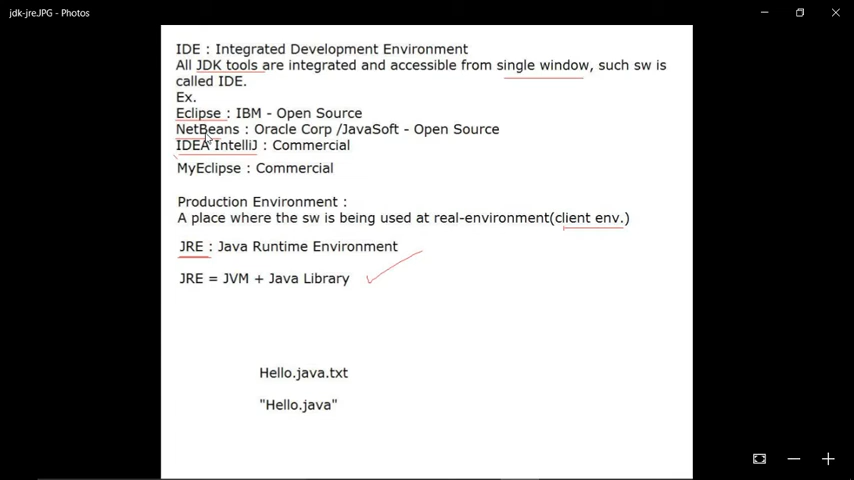 jdk-jre.JPG - Photos
IDE : Integrated Development Environment
All JDK tools are integrated and accessible from single window, such sw is
called IDE.
Ex.
Eclipse : IBM - Open Source
NetBeans : Oracle Corp /JavaSoft - Open Source
IDEA IntelliJ : Commercial
MyEclipse : Commercial
Production Environment :
A place where the sw is being used at real-environment(client env.)
JRE : Java Runtime Environment
JRE = JVM + Java Library
Hello.java.txt
"Hello.java"